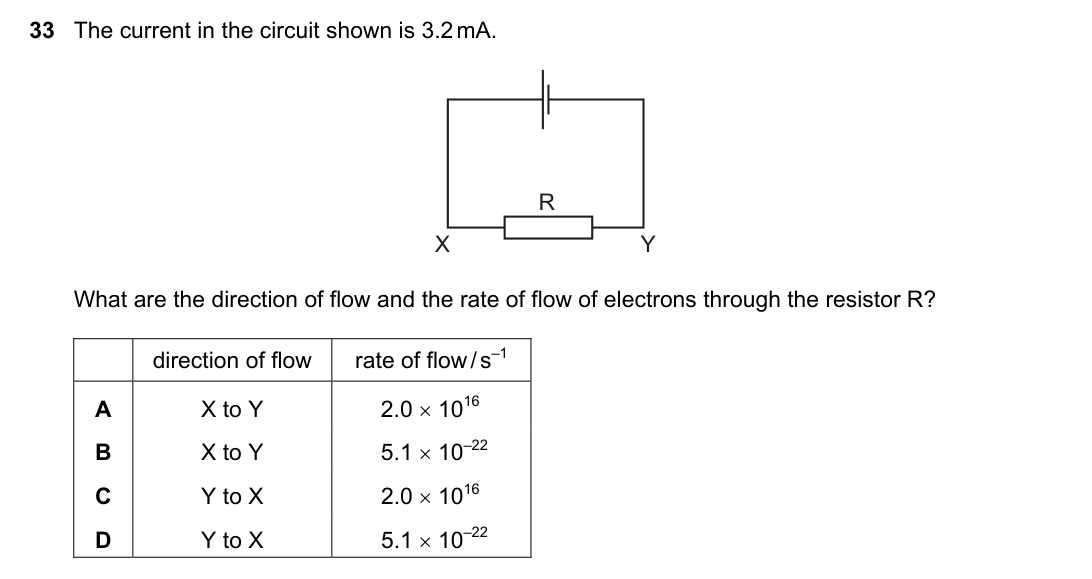 33 The current in the circuit shown is 3.2 mA.
R
X Y
What are the direction of flow and the rate of flow of electrons through the resistor R?
direction of flow rate of flow / s⁻¹
A X to Y 2.0 × 10¹⁶
B X to Y 5.1 × 10⁻²²
C Y to X 2.0 × 10¹⁶
D Y to X 5.1 × 10⁻²²